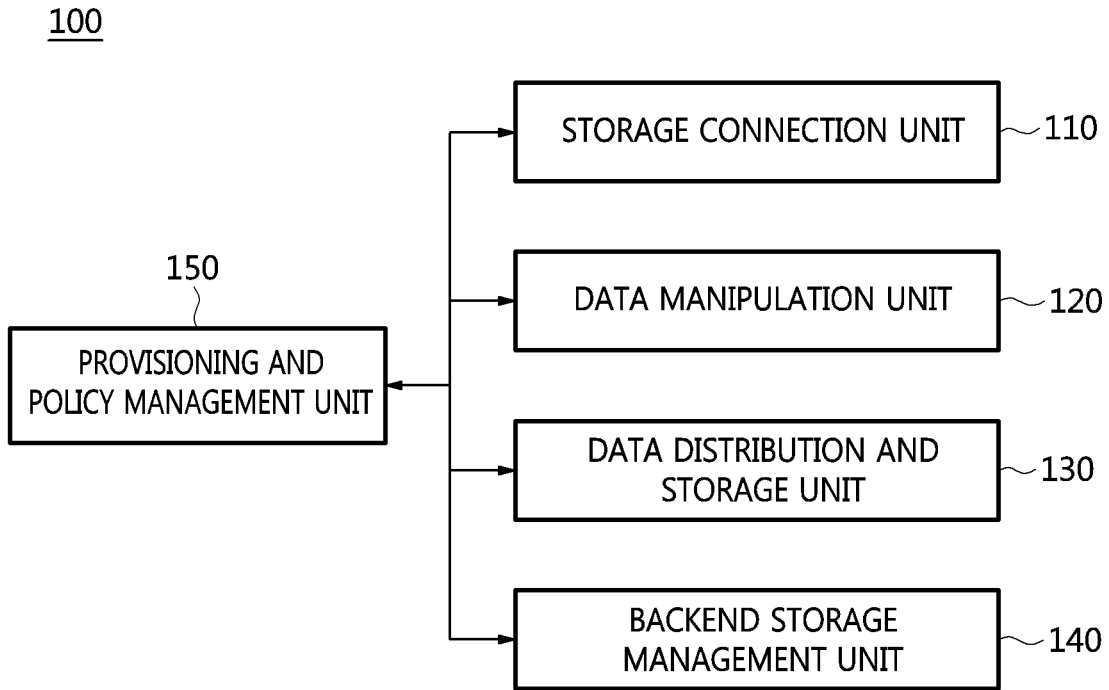 100
STORAGE CONNECTION UNIT
110
DATA MANIPULATION UNIT
120
150
PROVISIONING AND
POLICY MANAGEMENT UNIT
DATA DISTRIBUTION AND
STORAGE UNIT
130
BACKEND STORAGE
MANAGEMENT UNIT
140